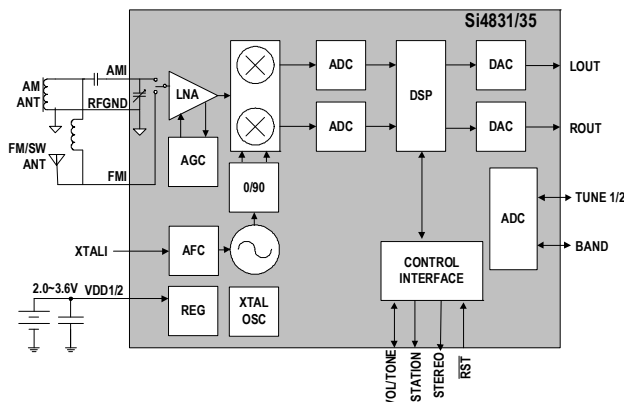 Si4831/35
AMI
AM
ANT
RFGND
LNA
ADC
DSP
DAC
LOUT
ADC
DAC
ROUT
AGC
FM/SW
ANT
FMI
0/90
ADC
TUNE 1/2
BAND
XTALI
AFC
CONTROL
INTERFACE
2.0~3.6V
VDD1/2
REG
XTAL
OSC
VOL/TONE
STATION
STEREO
RST